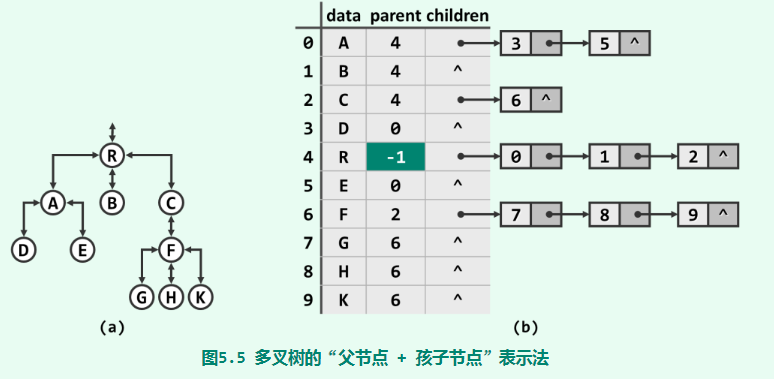 data parent children
0 A 4 3 5 ^
1 B 4 ^
2 C 4 6 ^
3 D 0 ^
4 R -1 0 1 2 ^
5 E 0 ^
6 F 2 7 8 9 ^
7 G 6 ^
8 H 6 ^
9 K 6 ^
R
A B C
D E F
G H K
(a)
(b)
图5.5 多叉树的“父节点 + 孩子节点”表示法